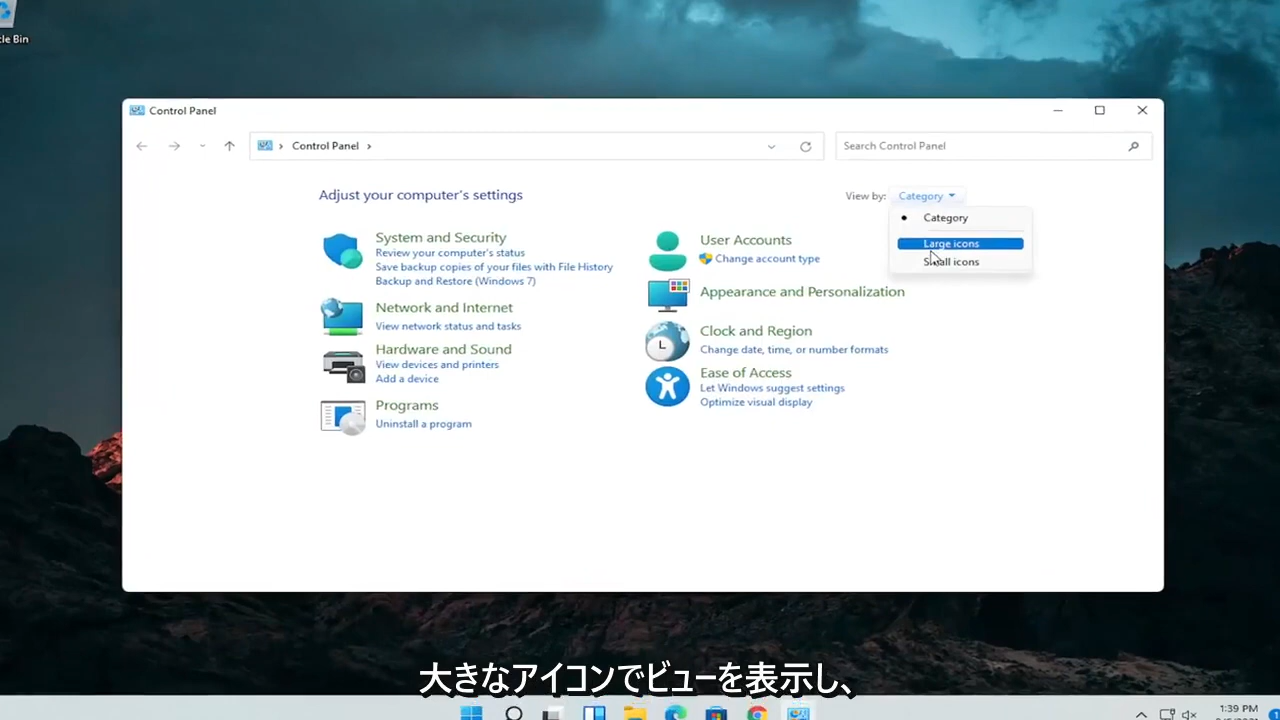 Control Panel
Control Panel
Search Control Panel
Adjust your computer's settings
View by:
Category
Category
Large icons
Small icons
System and Security
Review your computer's status
Save backup copies of your files with File History
Backup and Restore (Windows 7)
Network and Internet
View network status and tasks
Hardware and Sound
View devices and printers
Add a device
Programs
Uninstall a program
User Accounts
Change account type
Appearance and Personalization
Clock and Region
Change date, time, or number formats
Ease of Access
Let Windows suggest settings
Optimize visual display
大きなアイコンでビューを表示し、
1:39 PM